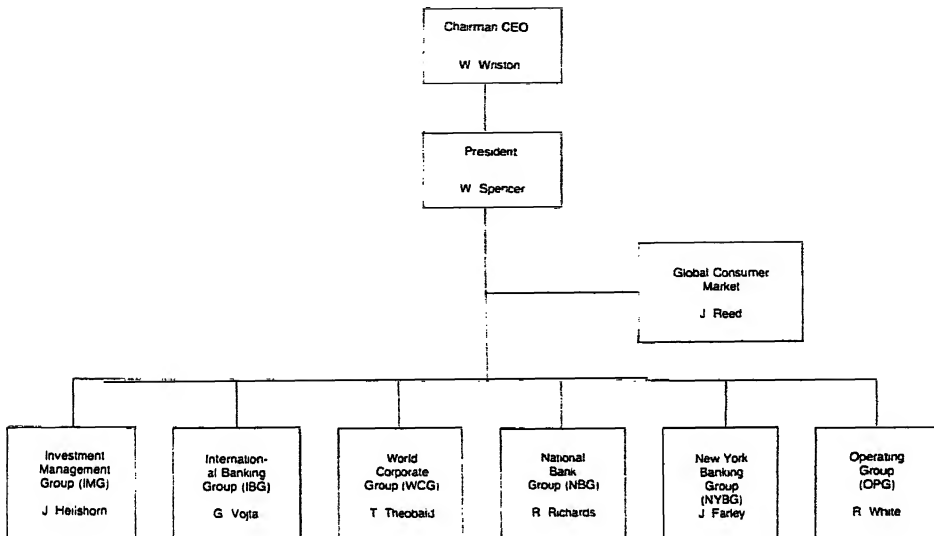 Chairman CEO
W Wriston
President
W Spencer
Global Consumer
Market
J Reed
Investment
Management
Group (IMG)
J Heilshorn
Internation-
al Banking
Group (IBG)
G Vojta
World
Corporate
Group (WCG)
T Theobald
National
Bank
Group (NBG)
R Richards
New York
Banking
Group
(NYBG)
J Farley
Operating
Group
(OPG)
R White